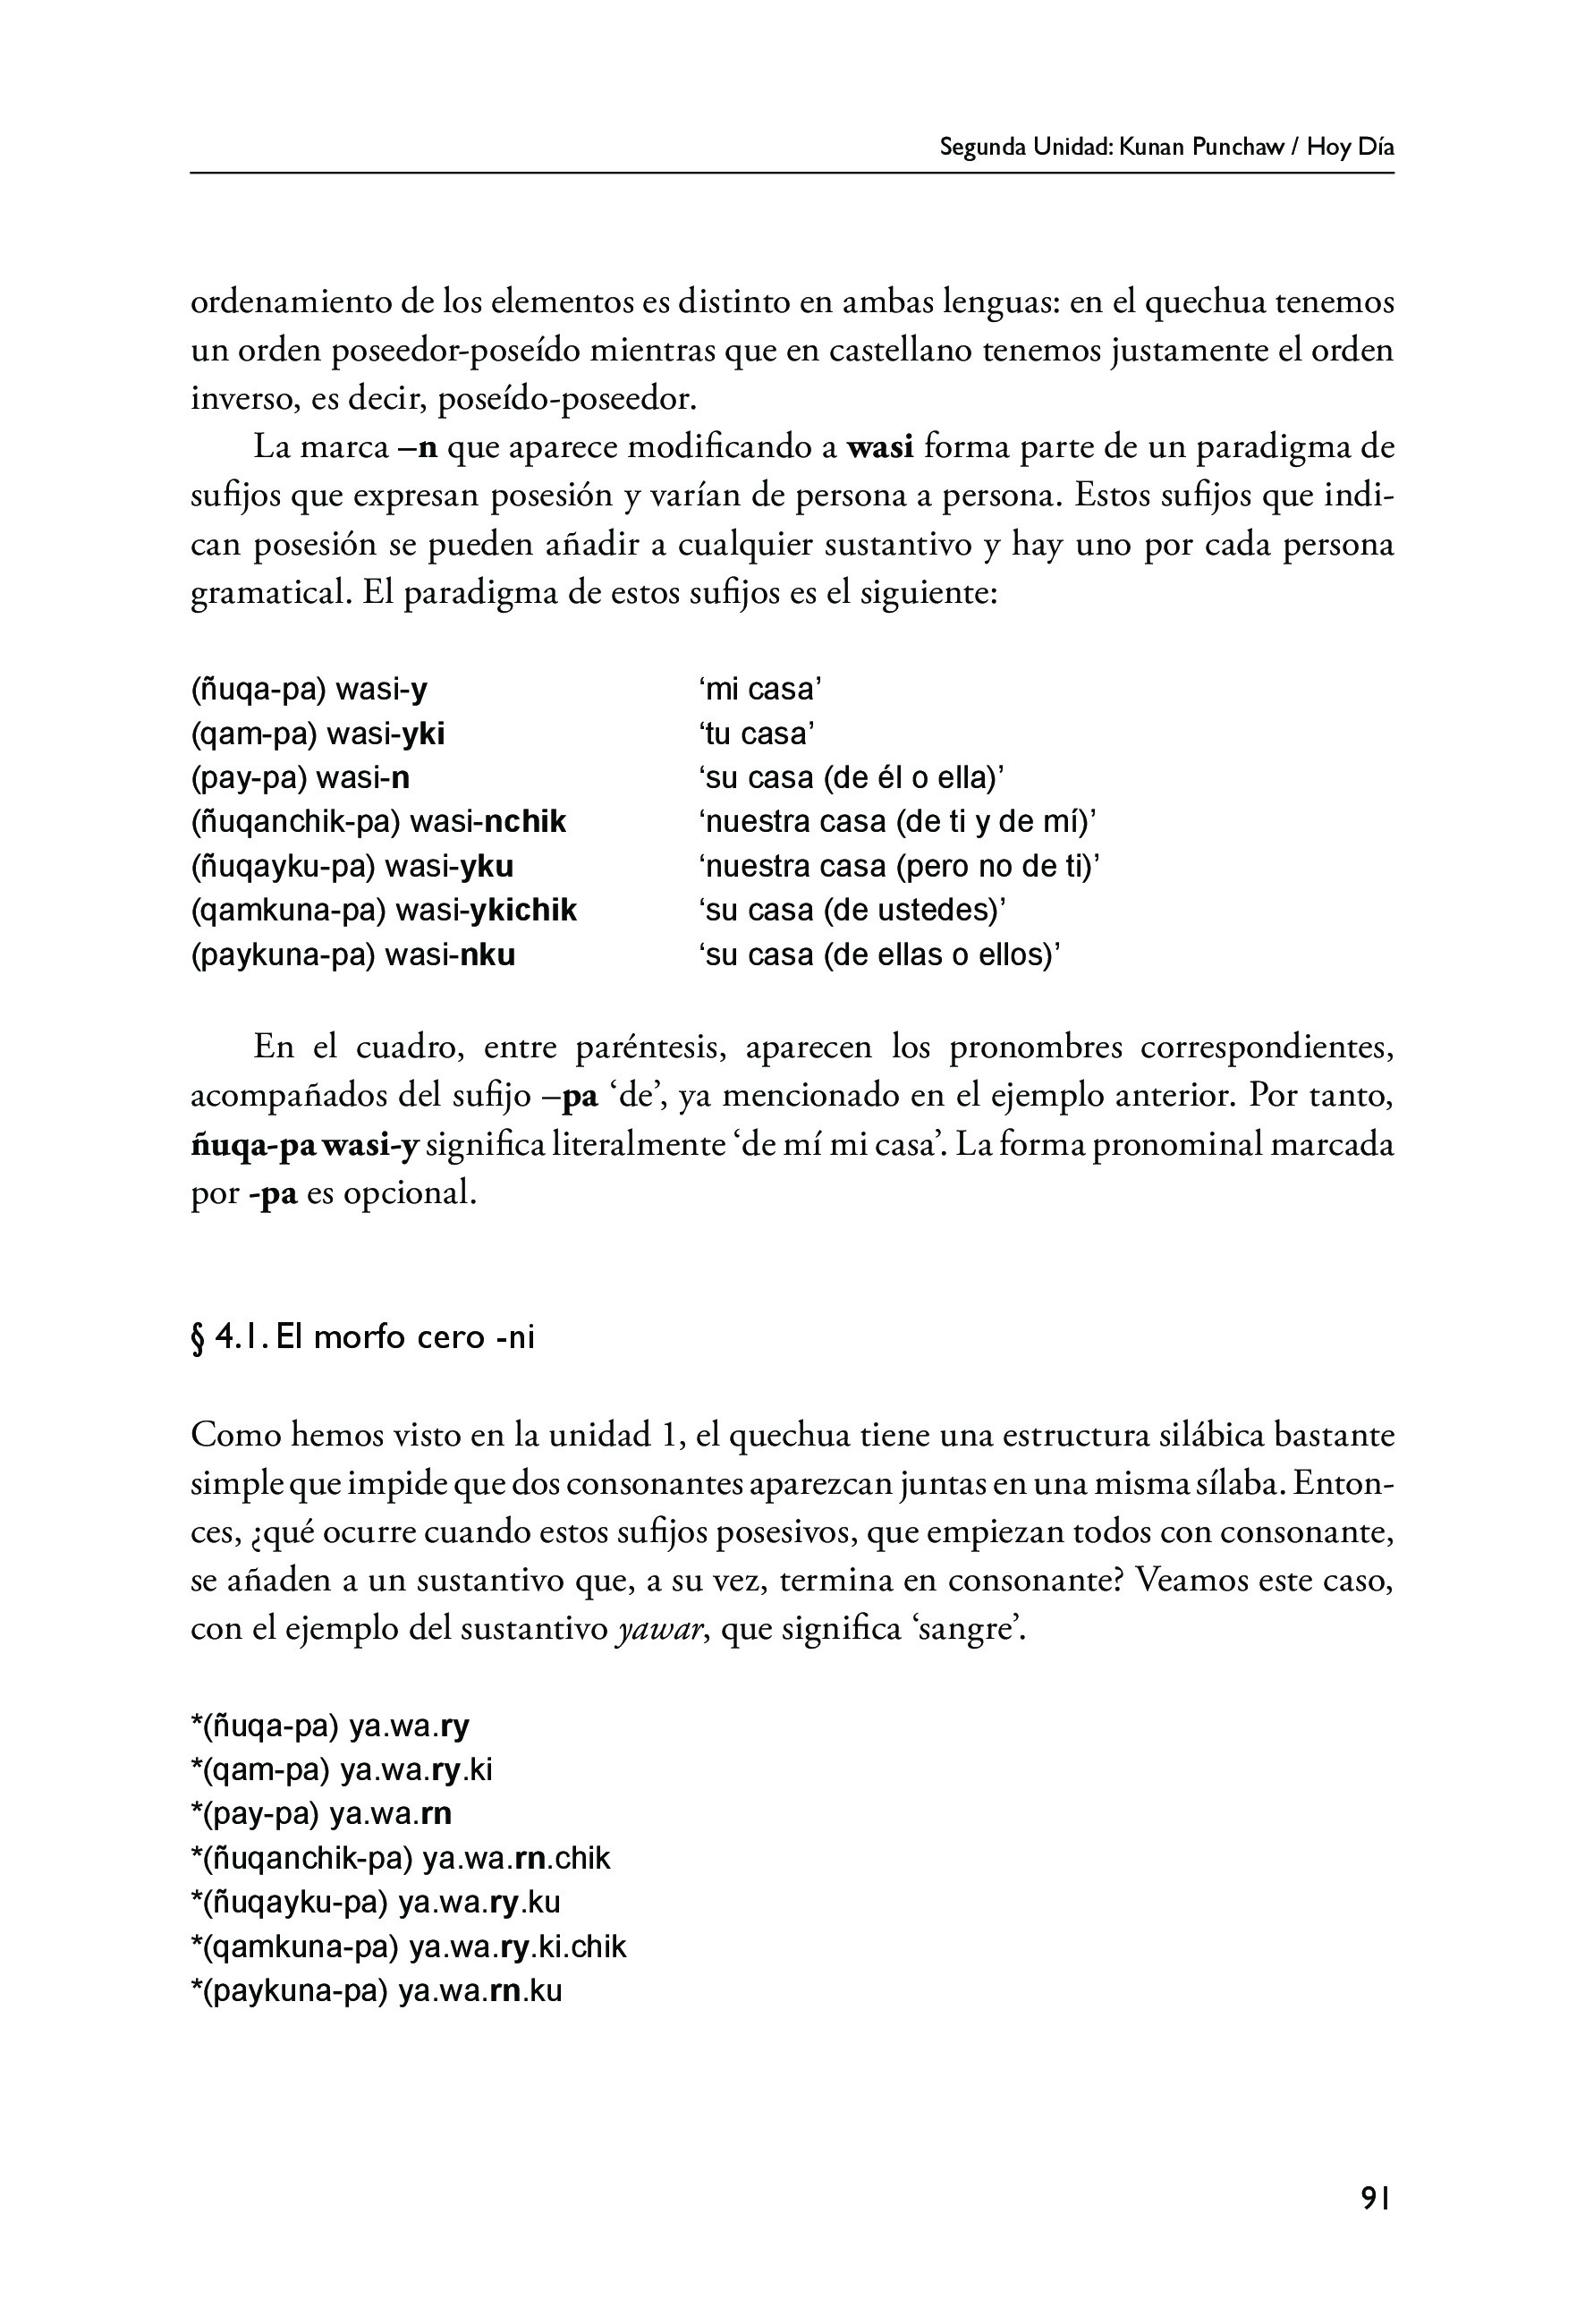 Segunda Unidad: Kunan Punchaw / Hoy Día
ordenamiento de los elementos es distinto en ambas lenguas: en el quechua tenemos
un orden poseedor-poseído mientras que en castellano tenemos justamente el orden
inverso, es decir, poseído-poseedor.
La marca –n que aparece modificando a wasi forma parte de un paradigma de
sufijos que expresan posesión y varían de persona a persona. Estos sufijos que indi-
can posesión se pueden añadir a cualquier sustantivo y hay uno por cada persona
gramatical. El paradigma de estos sufijos es el siguiente:
(ñuqa-pa) wasi-y ‘mi casa’
(qam-pa) wasi-yki ‘tu casa’
(pay-pa) wasi-n ‘su casa (de él o ella)’
(ñuqanchik-pa) wasi-nchik ‘nuestra casa (de ti y de mí)’
(ñuqayku-pa) wasi-yku ‘nuestra casa (pero no de ti)’
(qamkuna-pa) wasi-ykichik ‘su casa (de ustedes)’
(paykuna-pa) wasi-nku ‘su casa (de ellas o ellos)’
En el cuadro, entre paréntesis, aparecen los pronombres correspondientes,
acompañados del sufijo –pa ‘de’, ya mencionado en el ejemplo anterior. Por tanto,
ñuqa-pa wasi-y significa literalmente ‘de mí mi casa’. La forma pronominal marcada
por -pa es opcional.
§ 4.1. El morfo cero -ni
Como hemos visto en la unidad 1, el quechua tiene una estructura silábica bastante
simple que impide que dos consonantes aparezcan juntas en una misma sílaba. Enton-
ces, ¿qué ocurre cuando estos sufijos posesivos, que empiezan todos con consonante,
se añaden a un sustantivo que, a su vez, termina en consonante? Veamos este caso,
con el ejemplo del sustantivo yawar, que significa ‘sangre’.
*(ñuqa-pa) ya.wa.ry
*(qam-pa) ya.wa.ry.ki
*(pay-pa) ya.wa.rn
*(ñuqanchik-pa) ya.wa.rn.chik
*(ñuqayku-pa) ya.wa.ry.ku
*(qamkuna-pa) ya.wa.ry.ki.chik
*(paykuna-pa) ya.wa.rn.ku
91